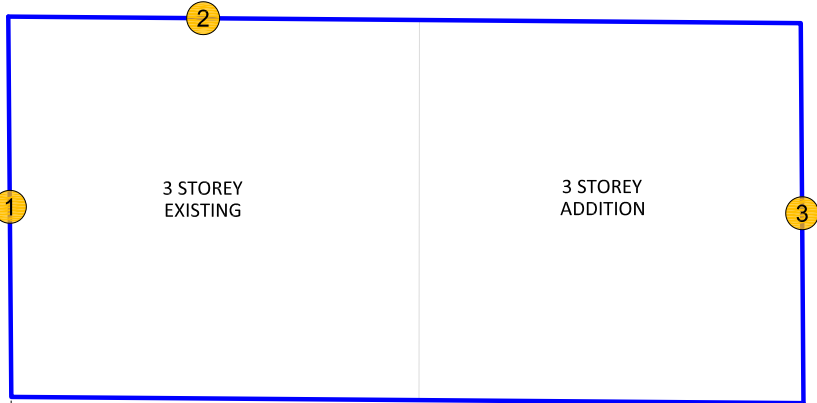 2
3 STOREY
EXISTING
3 STOREY
ADDITION
1
3